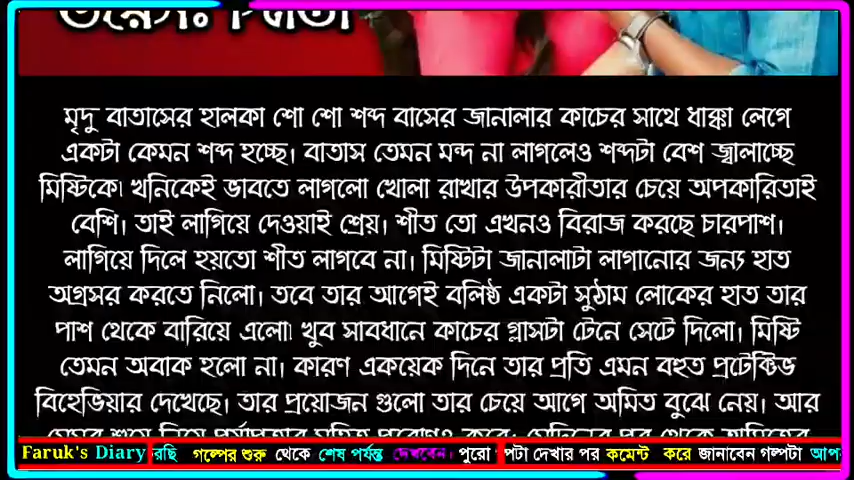 মৃদু বাতাসের হালকা শো শো শব্দ বাসের জানালার কাচের সাথে ধাক্কা লেগে
একটা কেমন শব্দ হচ্ছে। বাতাস তেমন মন্দ না লাগলেও শব্দটা বেশ জ্বালাচ্ছে
মিষ্টিকে। খনিকেই ভাবতে লাগলো খোলা রাখার উপকারীতার চেয়ে অপকারিতাই
বেশি। তাই লাগিয়ে দেওয়াই শ্রেয়। শীত তো এখনও বিরাজ করছে চারপাশ।
লাগিয়ে দিলে হয়তো শীত লাগবে না। মিষ্টিটা জানালাটা লাগানোর জন্য হাত
অগ্রসর করতে নিলো। তবে তার আগেই বলিষ্ঠ একটা সুঠাম লোকের হাত তার
পাশ থেকে বারিয়ে এলো। খুব সাবধানে কাচের গ্লাসটা টেনে সেটে দিলো। মিষ্টি
তেমন অবাক হলো না। কারণ একয়েক দিনে তার প্রতি এমন বহুত প্রটেক্টিভ
বিহেভিয়ার দেখেছে। তার প্রয়োজন গুলো তার চেয়ে আগে অমিত বুঝে নেয়। আর
Faruk's Diary রছি গল্পের শুরু থেকে শেষ পর্যন্ত দেখবেন। পুরো পটা দেখার পর কমেন্ট করে জানাবেন গল্পটা আপ